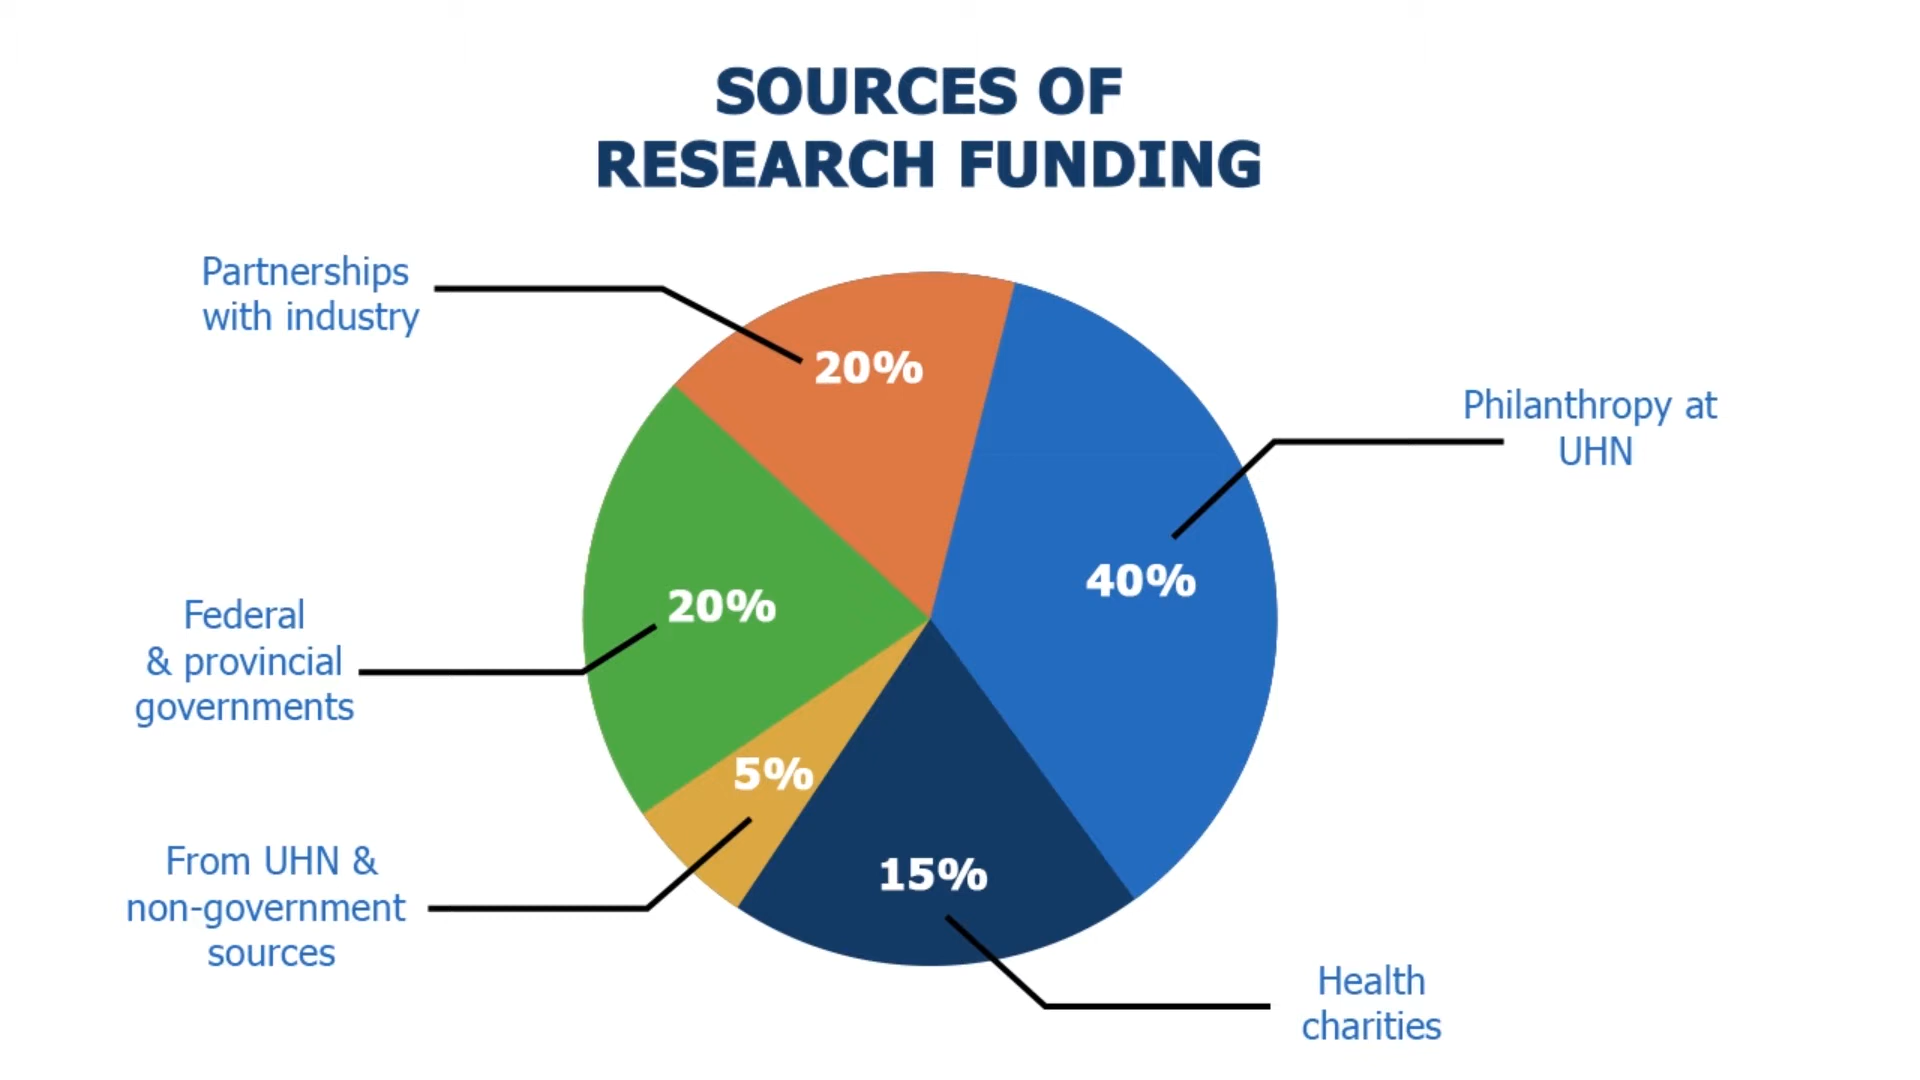 SOURCES OF
RESEARCH FUNDING
Partnerships
with industry
20%
Philanthropy at
UHN
40%
Federal
& provincial
governments
20%
From UHN &
non-government
sources
5%
15%
Health
charities